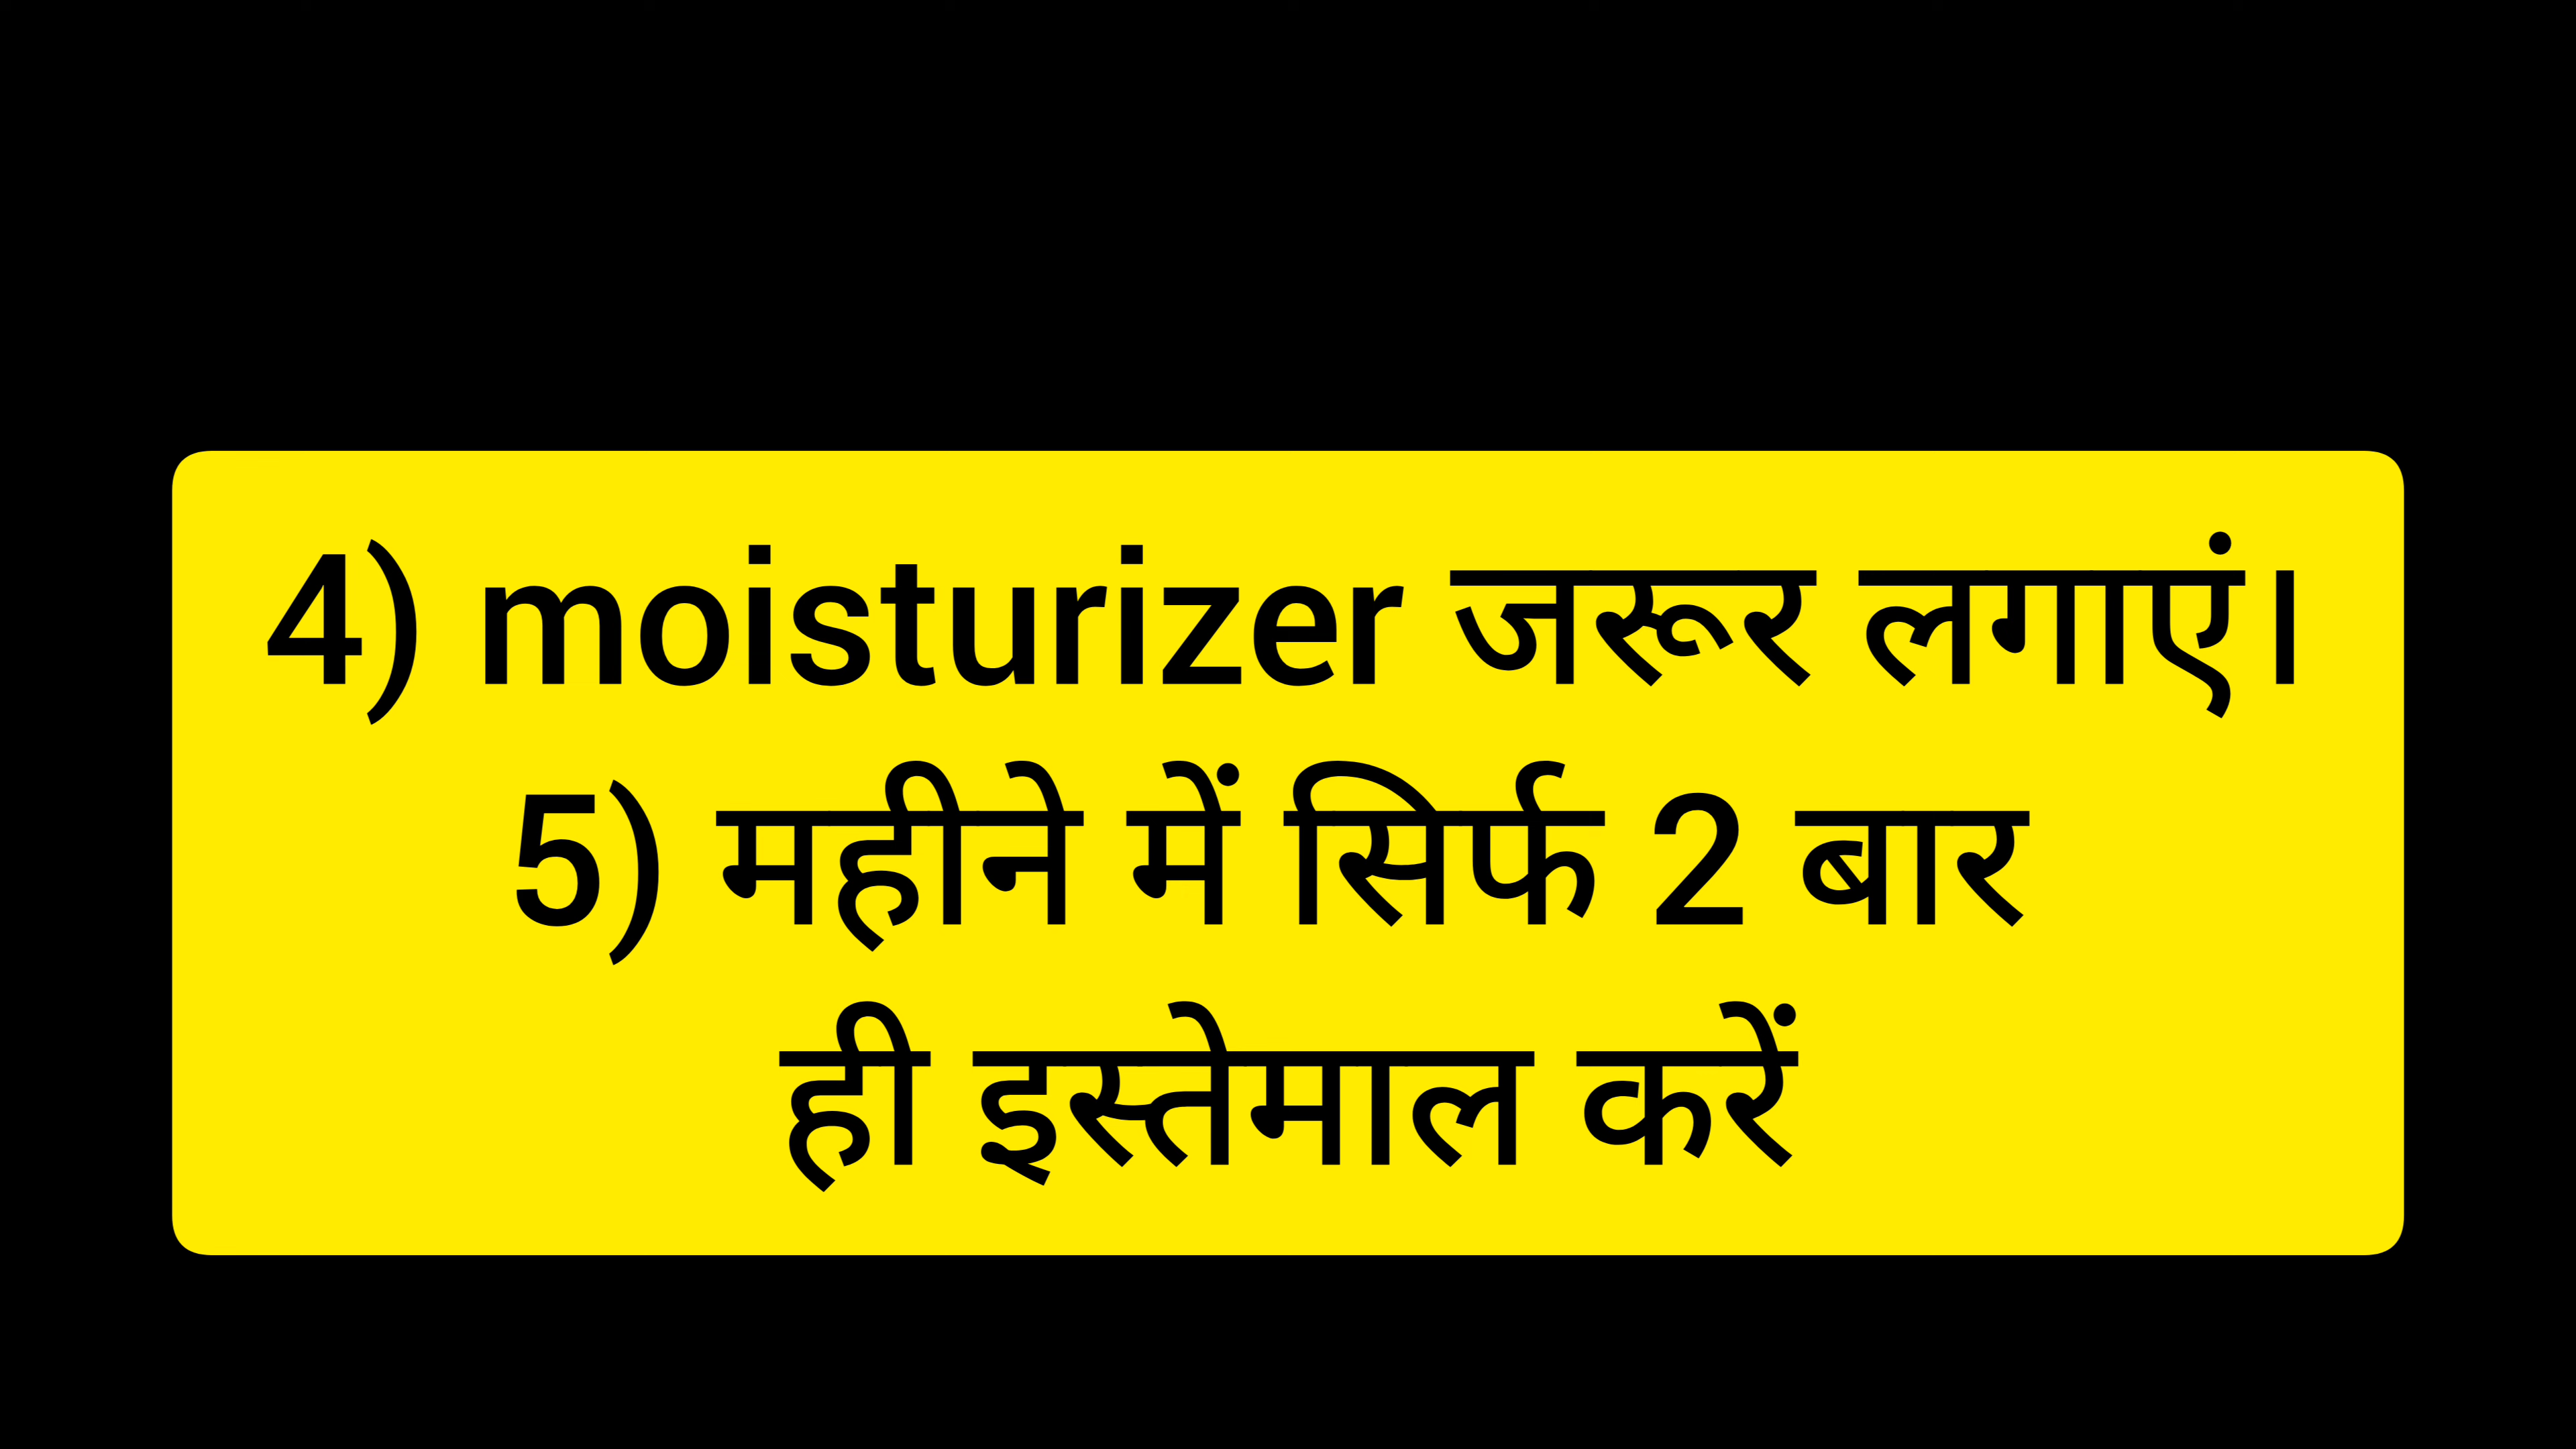 4) moisturizer जरूर लगाएं।
5) महीने में सिर्फ 2 बार
ही इस्तेमाल करें